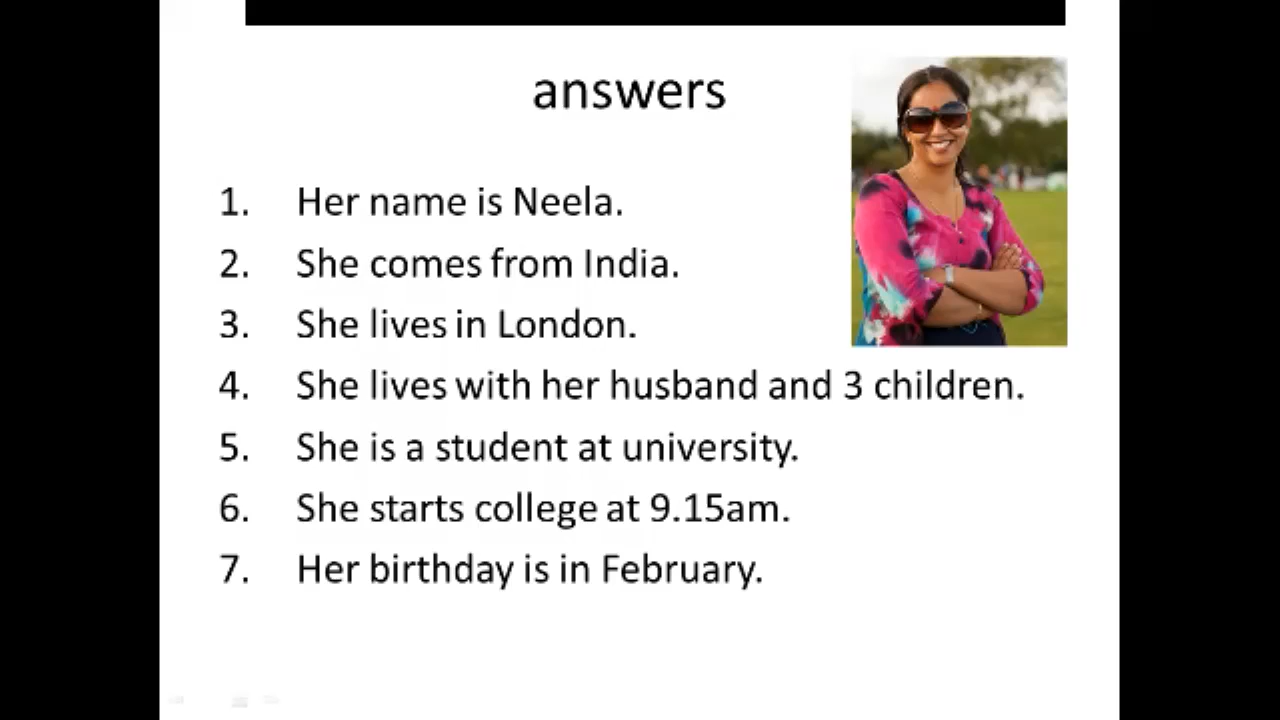 answers
1. Her name is Neela.
2. She comes from India.
3. She lives in London.
4. She lives with her husband and 3 children.
5. She is a student at university.
6. She starts college at 9.15am.
7. Her birthday is in February.